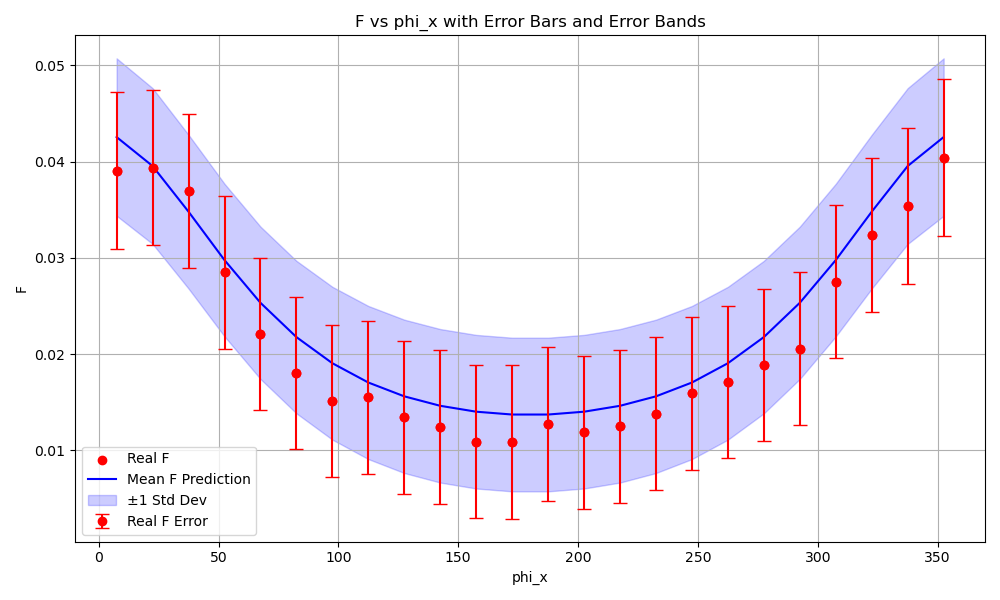 F vs phi_x with Error Bars and Error Bands
F
0.05
0.04
0.03
0.02
0.01
Real F
Mean F Prediction
±1 Std Dev
Real F Error
0 50 100 150 200 250 300 350
phi_x